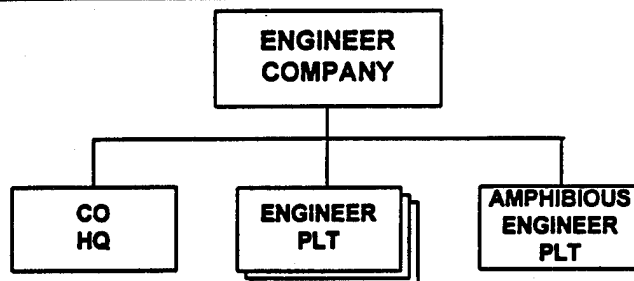 ENGINEER
COMPANY
CO
HQ
ENGINEER
PLT
AMPHIBIOUS
ENGINEER
PLT